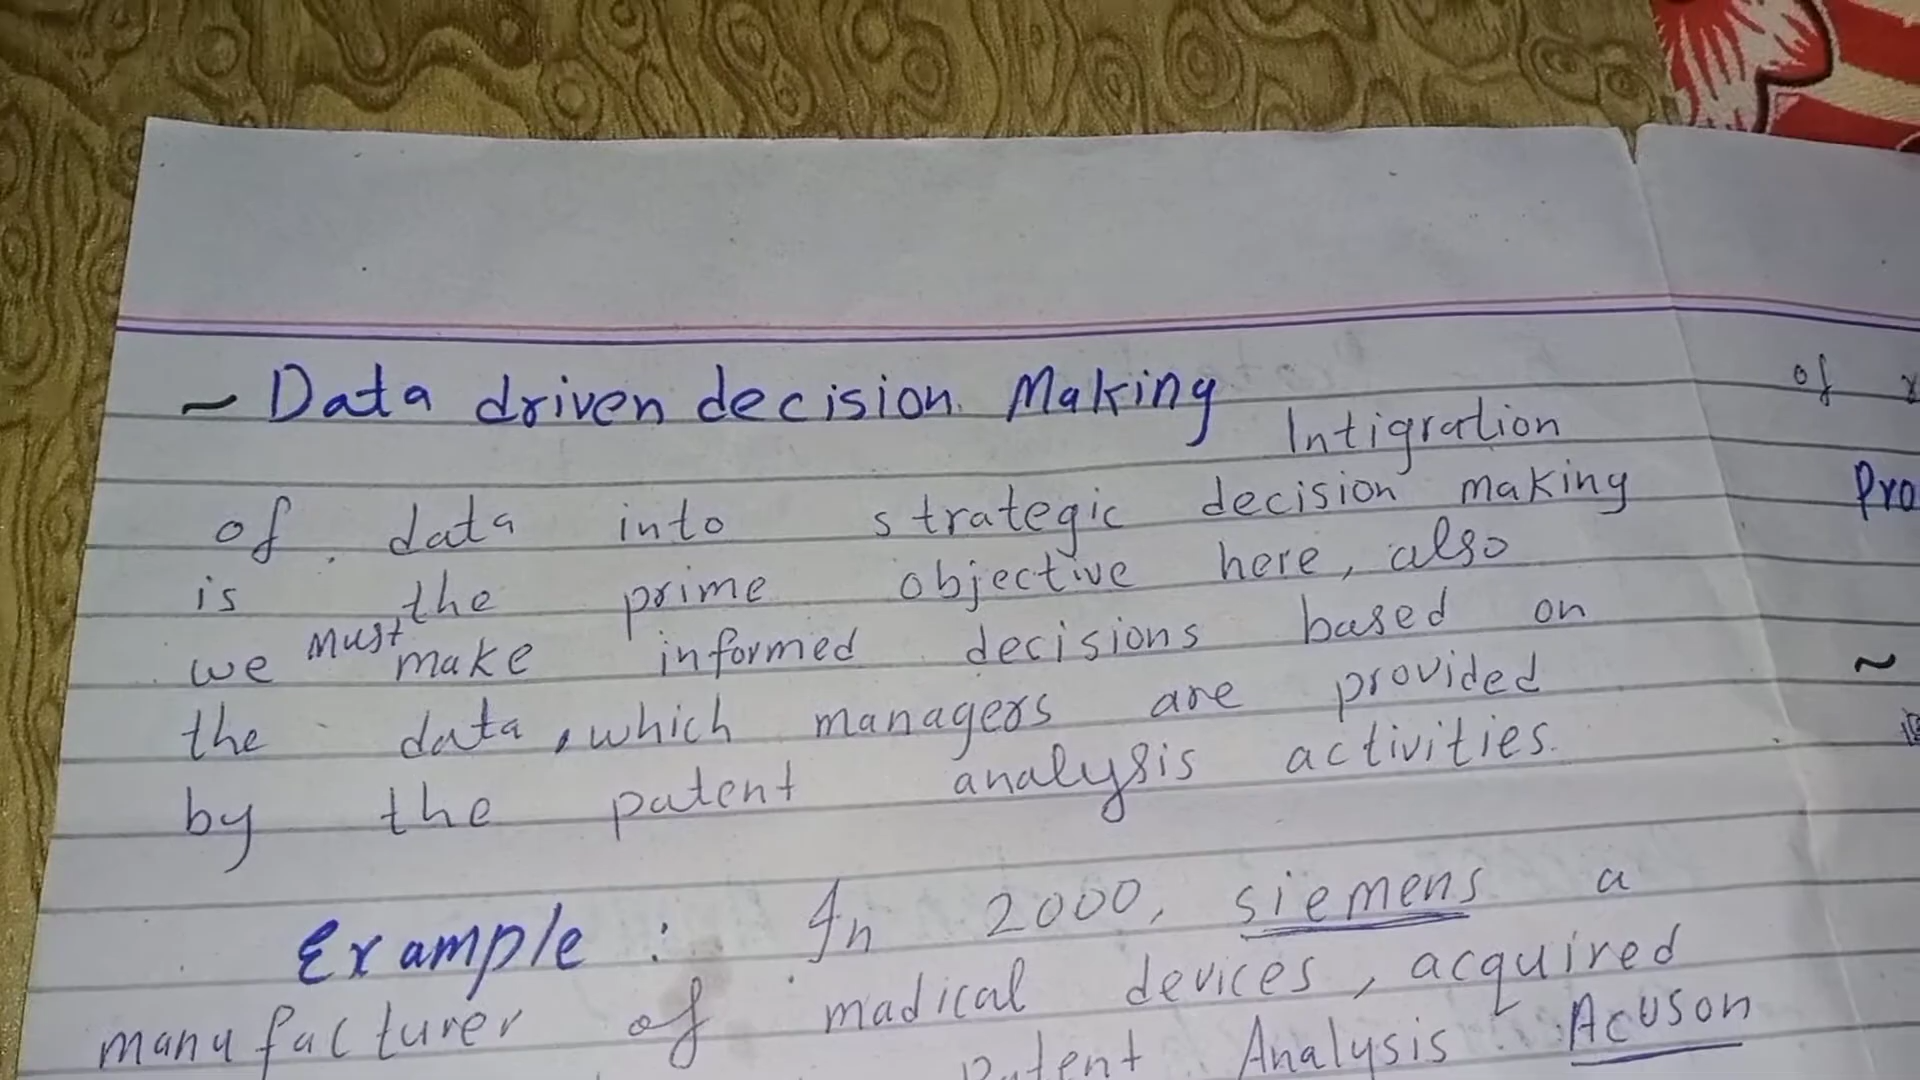 ~ Data driven decision Making
Intigration
of data into strategic decision making
is the prime objective here, also
we must make informed decisions based on
the data, which managers are provided
by the patent analysis activities.
Example : In 2000, siemens a
manufacturer of madical devices, acquired
Patent Analysis Acuson
of
Pro
~